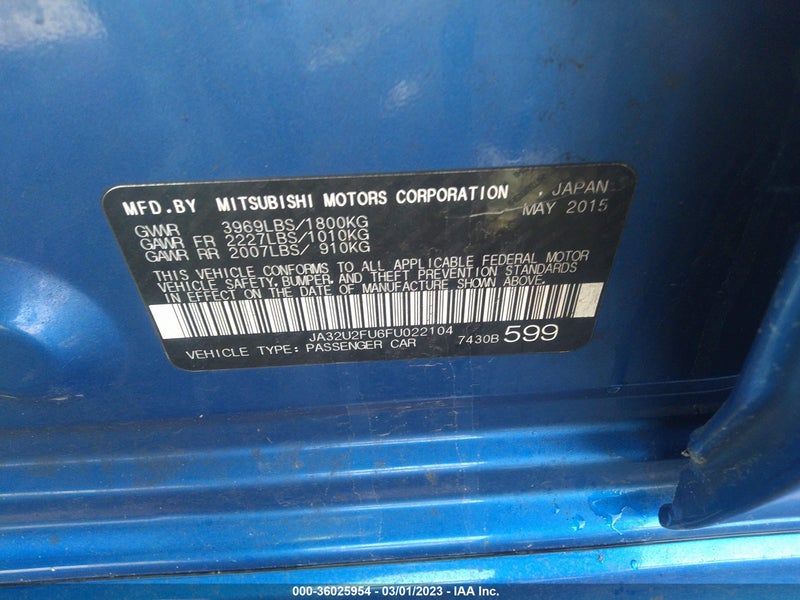 MFD.BY MITSUBISHI MOTORS CORPORATION , JAPAN
GVWR 3969LBS/1800KG MAY 2015
GAWR FR 2227LBS/1010KG
GAWR RR 2007LBS/ 910KG
THIS VEHICLE CONFORMS TO ALL APPLICABLE FEDERAL MOTOR
VEHICLE SAFETY, BUMPER, AND THEFT PREVENTION STANDARDS
IN EFFECT ON THE DATE OF MANUFACTURE SHOWN ABOVE.
JA32U2FU6FU022104
VEHICLE TYPE: PASSENGER CAR 7430B 599
000-36025954 - 03/01/2023 - IAA Inc.